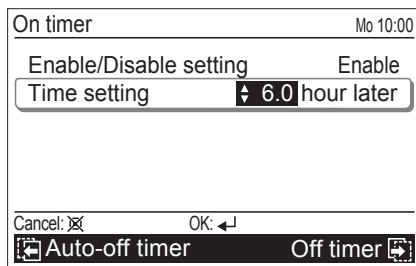 On timer Mo 10:00
Enable/Disable setting Enable
Time setting 6.0 hour later
Cancel: OK:
Auto-off timer Off timer